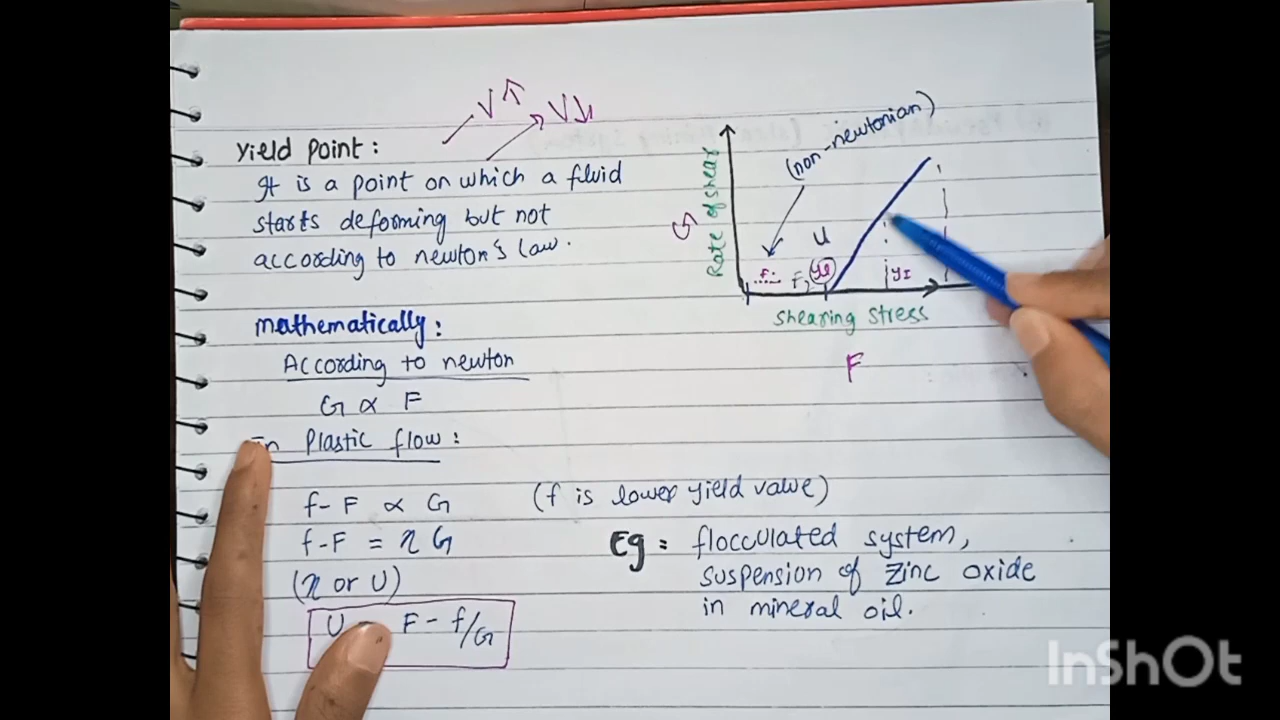 V↑
V↓
Yield Point:
It is a point on which a fluid
starts deforming but not
according to newton's law.
Mathematically:
According to newton
G ∝ F
In Plastic flow:
f - F ∝ G
f - F = η G
(η or U)
U = F - f/G
(non-newtonian)
Rate of shear
G
U
f
F,
y1
shearing stress
F
(f is lower yield value)
Eg = flocculated system,
suspension of zinc oxide
in mineral oil.
InShOt